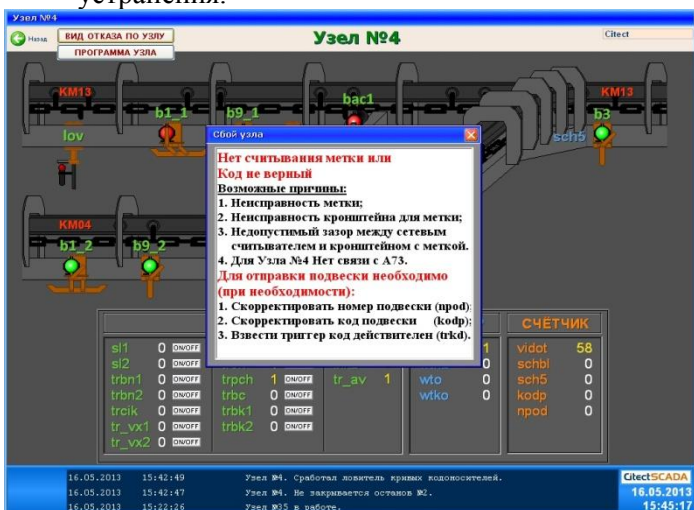 устранения.
Узел №4
Назад
ВИД ОТКАЗА ПО УЗЛУ
ПРОГРАММА УЗЛА
Узел №4
Citect
КМ13
b1_1
b9_1
bac1
КМ13
b3
sch5
lov
КМ04
b1_2
b9_2
Сбой узла
Нет считывания метки или
Код не верный
Возможные причины:
1. Неисправность метки;
2. Неисправность кронштейна для метки;
3. Недопустимый зазор между сетевым
считывателем и кронштейном с меткой.
4. Для Узла №4 Нет связи с А73.
Для отправки подвески необходимо
(при необходимости):
1. Скорректировать номер подвески (npod);
2. Скорректировать код подвески (kodp);
3. Взвести триггер код действителен (trkd).
СЧЁТЧИК
sl1 0 ON/OFF
1
vidot 58
sl2 0 ON/OFF
0
schbl 0
trbn1 0 ON/OFF
trpch 1 ON/OFF
tr_av 1
wto 0
sch5 0
trbn2 0 ON/OFF
trbc 0 ON/OFF
wtko 0
kodp 0
trcik 0 ON/OFF
trbk1 0 ON/OFF
npod 0
tr_vx1 0 ON/OFF
trbk2 0 ON/OFF
tr_vx2 0 ON/OFF
16.05.2013 15:42:49 Узел №4. Сработал ловитель кривых водоносителей.
16.05.2013 15:42:47 Узел №4. Не закрывается останов №2.
16.05.2013 15:22:26 Узел №35 в работе.
CitectSCADA
16.05.2013
15:45:17